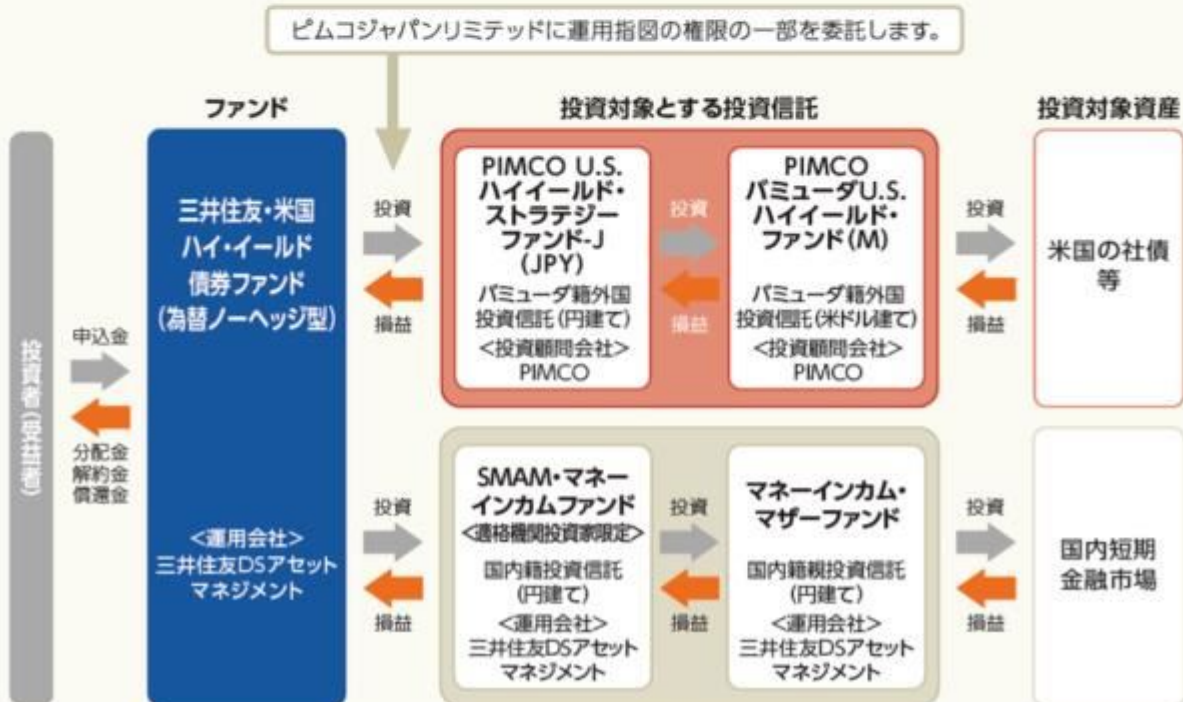 ピムコジャパンリミテッドに運用指図の権限の一部を委託します。
ファンド
投資対象とする投資信託
投資対象資産
投資者(受益者)
申込金
分配金
解約金
償還金
三井住友・米国
ハイ・イールド
債券ファンド
(為替ノーヘッジ型)
<運用会社>
三井住友DSアセット
マネジメント
投資
損益
PIMCO U.S.
ハイイールド・
ストラテジー
ファンド-J
(JPY)
バミューダ籍外国
投資信託(円建て)
<投資顧問会社>
PIMCO
投資
損益
PIMCO
バミューダU.S.
ハイイールド・
ファンド(M)
バミューダ籍外国
投資信託(米ドル建て)
<投資顧問会社>
PIMCO
投資
損益
米国の社債
等
投資
損益
SMAM・マネー
インカムファンド
<適格機関投資家限定>
国内籍投資信託
(円建て)
<運用会社>
三井住友DSアセット
マネジメント
投資
損益
マネーインカム・
マザーファンド
国内籍親投資信託
(円建て)
<運用会社>
三井住友DSアセット
マネジメント
投資
損益
国内短期
金融市場